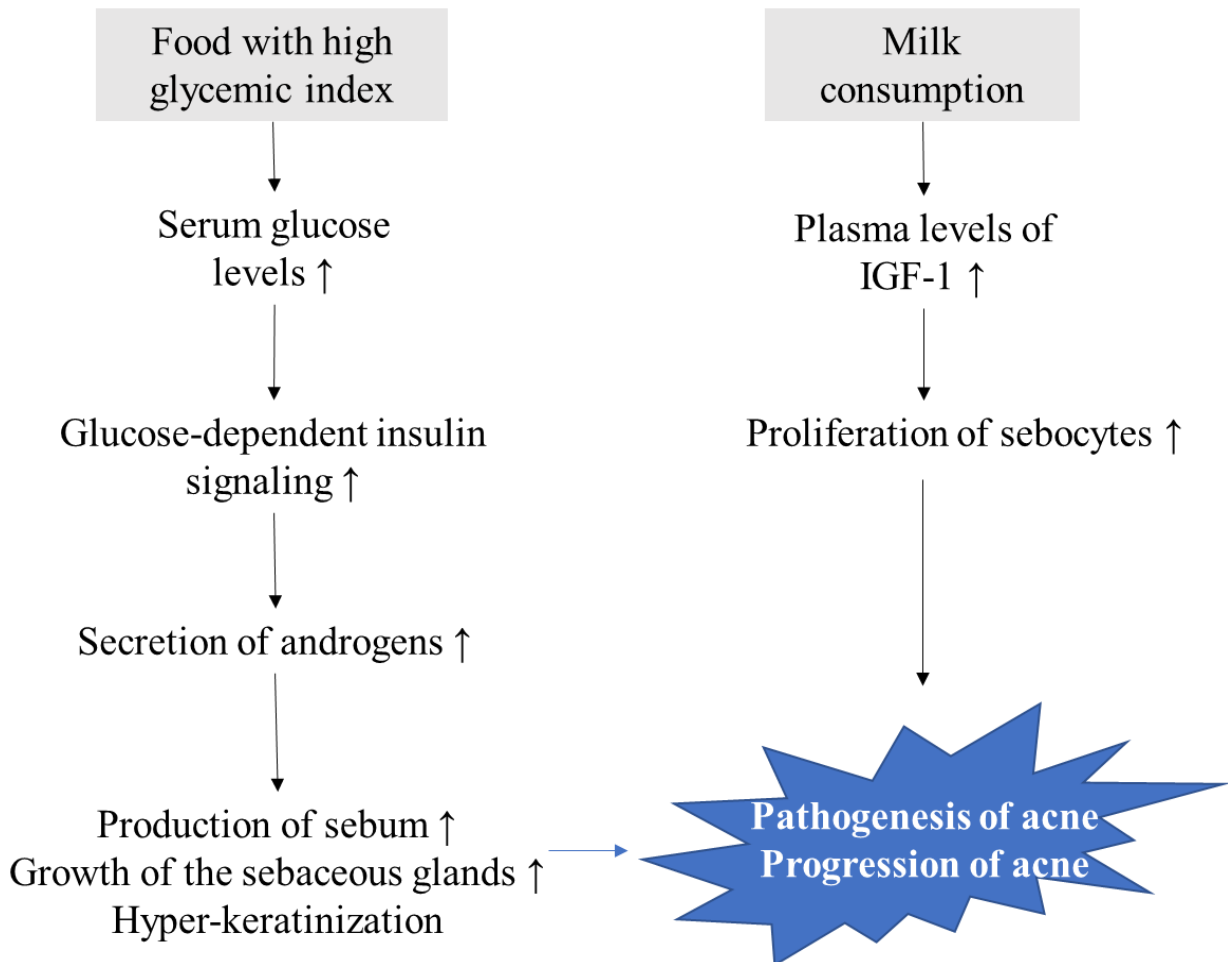 Food with high
glycemic index
Serum glucose
levels ↑
Glucose-dependent insulin
signaling ↑
Secretion of androgens ↑
Production of sebum ↑
Growth of the sebaceous glands ↑
Hyper-keratinization
Milk
consumption
Plasma levels of
IGF-1 ↑
Proliferation of sebocytes ↑
Pathogenesis of acne
Progression of acne